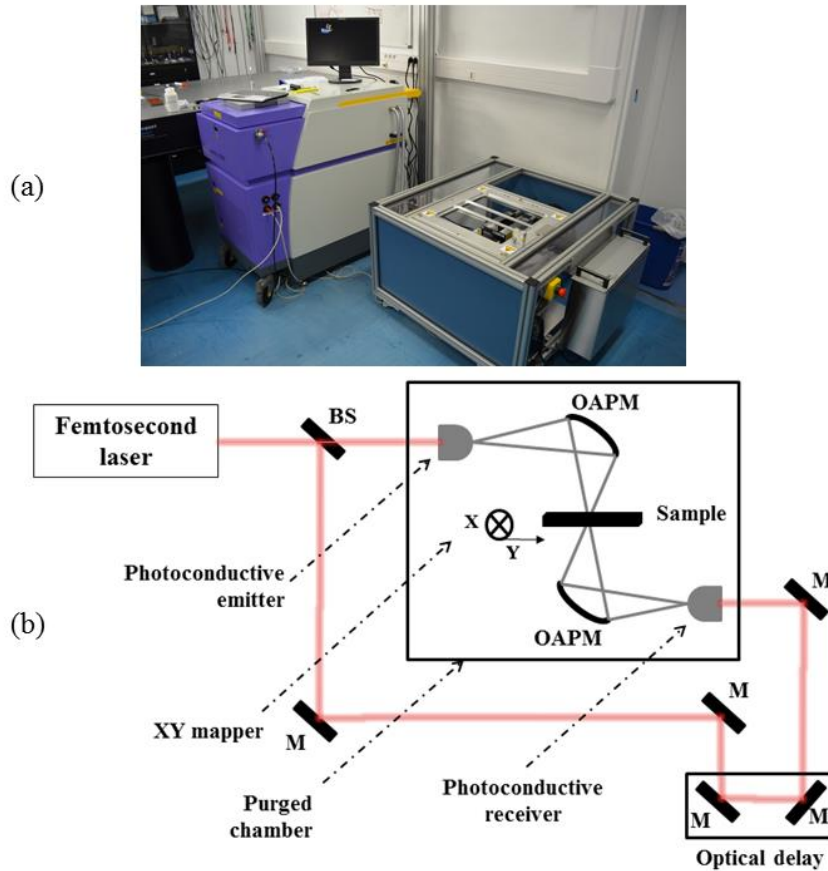 (a)
OAPM
BS
Femtosecond
laser
Sample
X
Y
Photoconductive
emitter
M
(b)
OAPM
M
XY mapper
M
Photoconductive
receiver
Purged
chamber
M
M
Optical delay